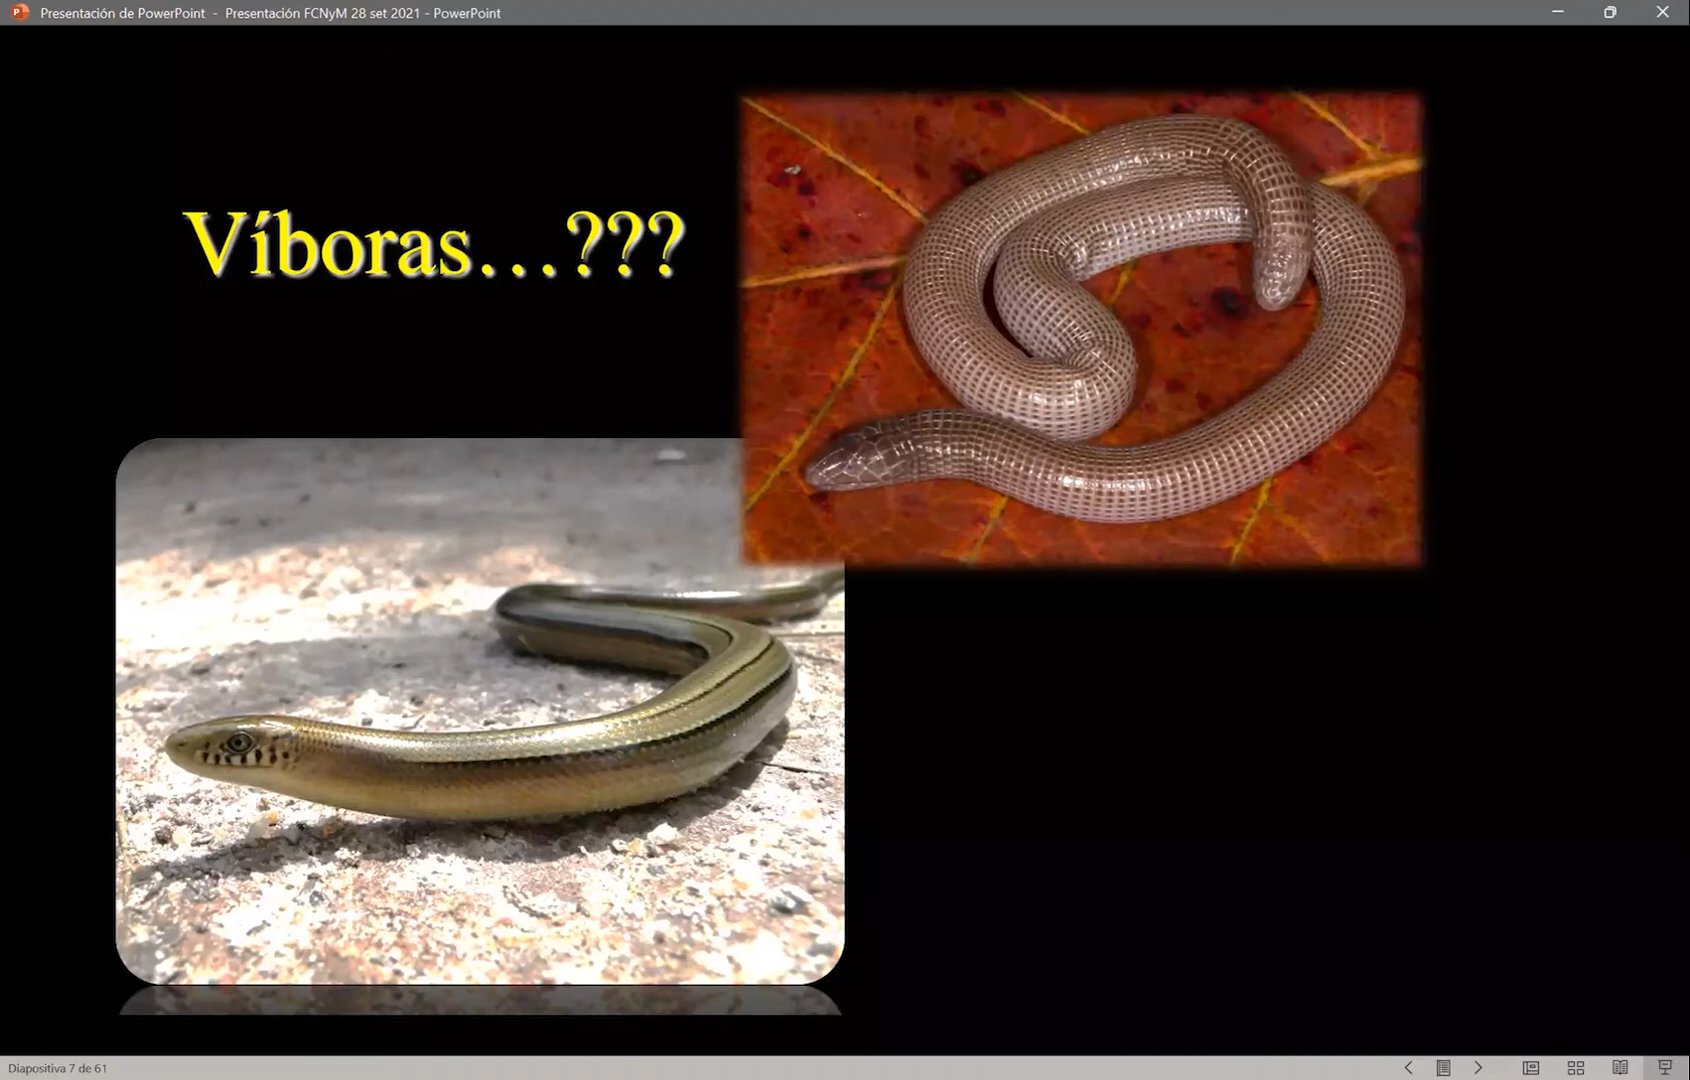 Presentación de PowerPoint - Presentación FCNyM 28 set 2021 - PowerPoint
Víboras...???
Diapositiva 7 de 61